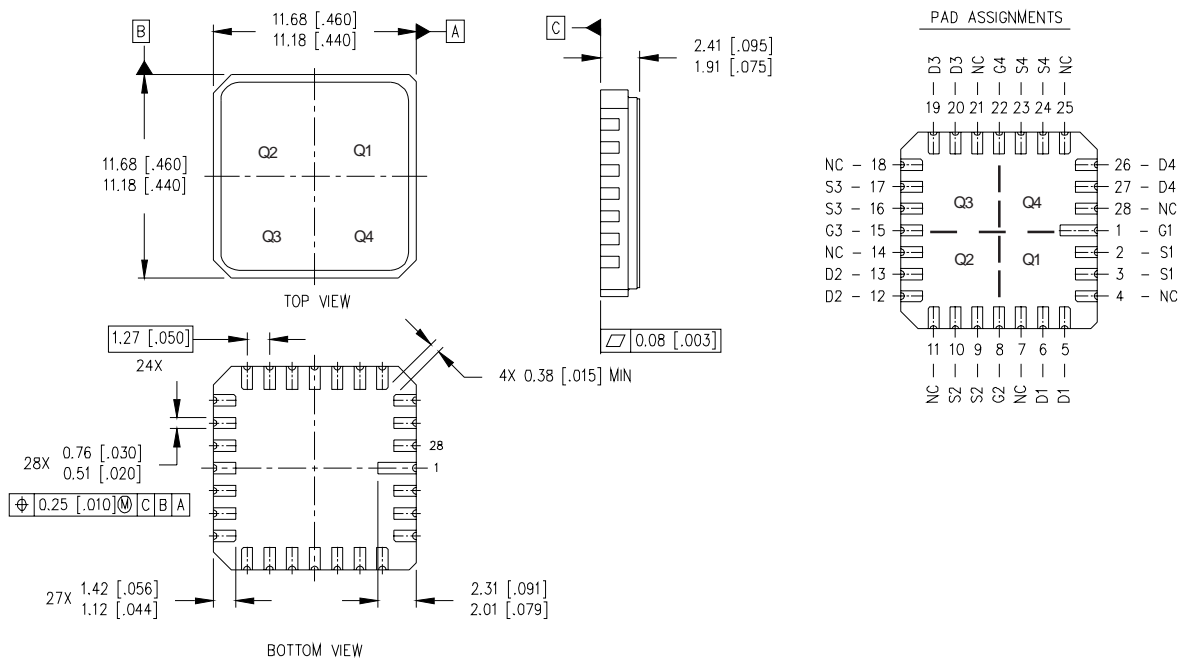 11.68 [.460]
11.18 [.440]
B
A
11.68 [.460]
11.18 [.440]
Q2
Q1
Q3
Q4
TOP VIEW
C
2.41 [.095]
1.91 [.075]
0.08 [.003]
1.27 [.050]
24X
4X 0.38 [.015] MIN
28X 0.76 [.030]
0.51 [.020]
0.25 [.010] Ⓜ C B A
28
1
27X 1.42 [.056]
1.12 [.044]
2.31 [.091]
2.01 [.079]
BOTTOM VIEW
PAD ASSIGNMENTS
19 - D3
20 - D3
21 - NC
22 - G4
23 - S4
24 - S4
25 - NC
NC - 18
S3 - 17
S3 - 16
G3 - 15
NC - 14
D2 - 13
D2 - 12
Q3
Q4
Q2
Q1
26 - D4
27 - D4
28 - NC
1 - G1
2 - S1
3 - S1
4 - NC
NC - 11
S2 - 10
S2 - 9
G2 - 8
NC - 7
D1 - 6
D1 - 5